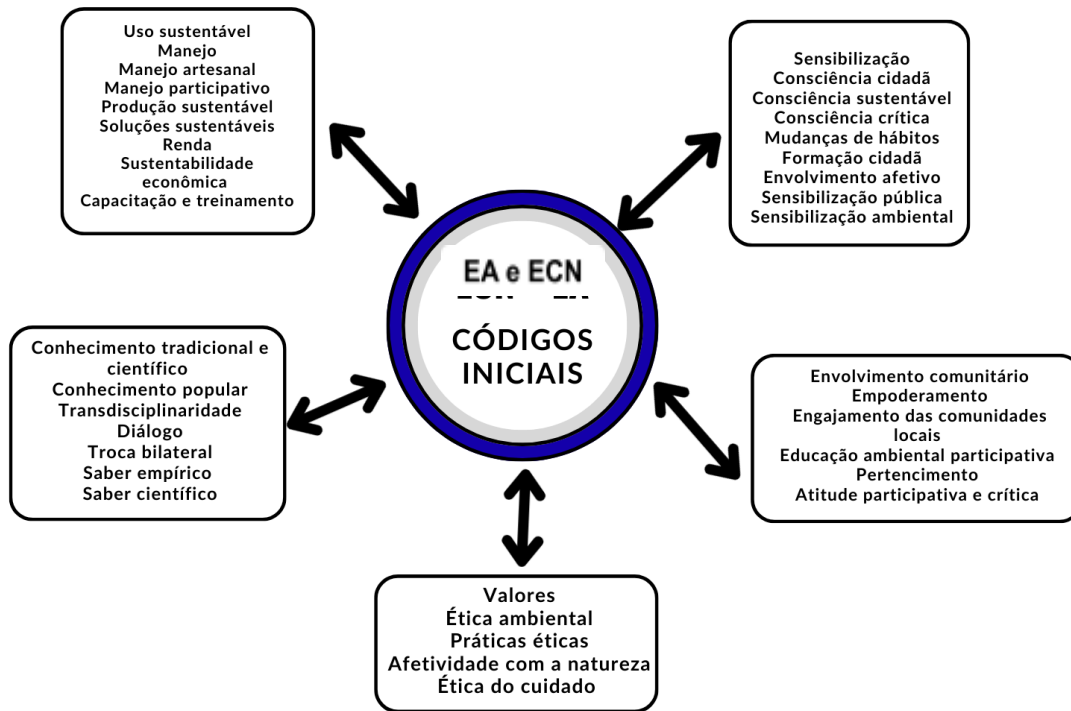 Uso sustentável
Manejo
Manejo artesanal
Manejo participativo
Produção sustentável
Soluções sustentáveis
Renda
Sustentabilidade
econômica
Capacitação e treinamento
Sensibilização
Consciência cidadã
Consciência sustentável
Consciência crítica
Mudanças de hábitos
Formação cidadã
Envolvimento afetivo
Sensibilização pública
Sensibilização ambiental
EA e ECN
CÓDIGOS
INICIAIS
Conhecimento tradicional e
científico
Conhecimento popular
Transdisciplinaridade
Diálogo
Troca bilateral
Saber empírico
Saber científico
Envolvimento comunitário
Empoderamento
Engajamento das comunidades
locais
Educação ambiental participativa
Pertencimento
Atitude participativa e crítica
Valores
Ética ambiental
Práticas éticas
Afetividade com a natureza
Ética do cuidado